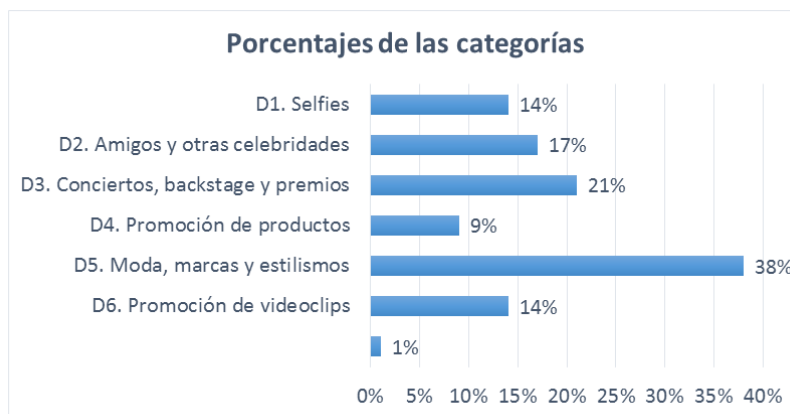 Porcentajes de las categorías
D1. Selfies 14%
D2. Amigos y otras celebridades 17%
D3. Conciertos, backstage y premios 21%
D4. Promoción de productos 9%
D5. Moda, marcas y estilismos 38%
D6. Promoción de videoclips 14%
1%
0% 5% 10% 15% 20% 25% 30% 35% 40%